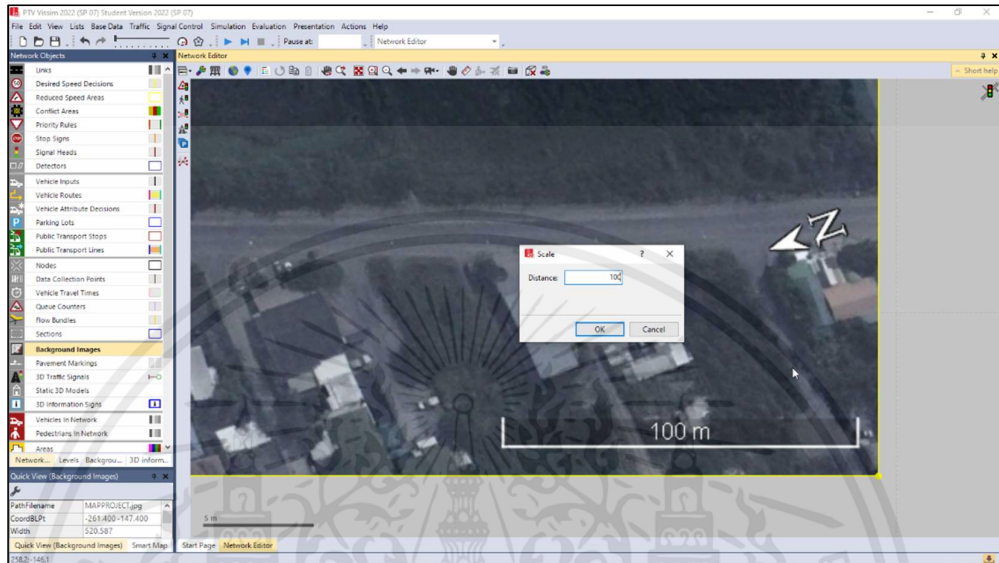 PTV Vissim 2022 (SP 07) Student Version 2022 (SP 07)
File Edit View Lists Base Data Traffic Signal Control Simulation Evaluation Presentation Actions Help
Pause at: Network Editor
Network Objects
Network Editor
Short help
Links
Desired Speed Decisions
Reduced Speed Areas
Conflict Areas
Priority Rules
Stop Signs
Signal Heads
Detectors
Vehicle Inputs
Vehicle Routes
Vehicle Attribute Decisions
Parking Lots
Public Transport Stops
Public Transport Lines
Nodes
Data Collection Points
Vehicle Travel Times
Queue Counters
Flow Bundles
Sections
Background Images
Pavement Markings
3D Traffic Signals
Static 3D Models
3D Information Signs
Vehicles In Network
Pedestrians In Network
Areas
Network... Levels Backgrou... 3D inform...
Quick View (Background Images)
PathFilename MAPPROJECT.jpg
CoordBLPt -261.400 -147.400
Width 520.587
Quick View (Background Images) Smart Map
Start Page Network Editor
258.2:-146.1
Z
Scale ? X
Distance: 100
OK Cancel
100 m
5 m